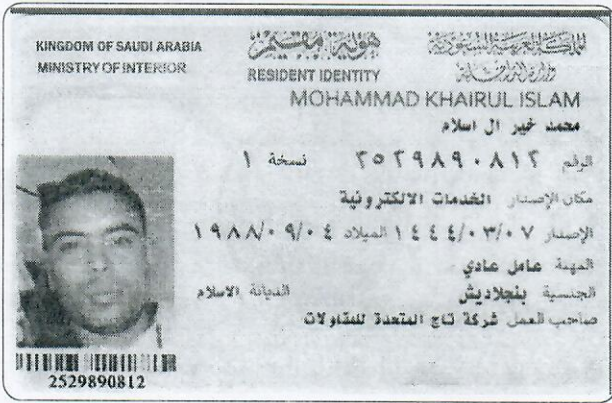 KINGDOM OF SAUDI ARABIA
MINISTRY OF INTERIOR
هوية مقيم
RESIDENT IDENTITY
المملكة العربية السعودية
وزارة الداخلية
MOHAMMAD KHAIRUL ISLAM
محمد خير ال اسلام
الرقم ٢٥٢٩٨٩٠٨١٢ نسخة ١
مكان الإصدار الخدمات الالكترونية
الإصدار ١٤٤٤/٠٣/٠٧ الميلاد ١٩٨٨/٠٩/٠٤
المهنة عامل عادي
الجنسية بنجلاديش الديانة الاسلام
صاحب العمل شركة تاج المتعدة للمقاولات
2529890812